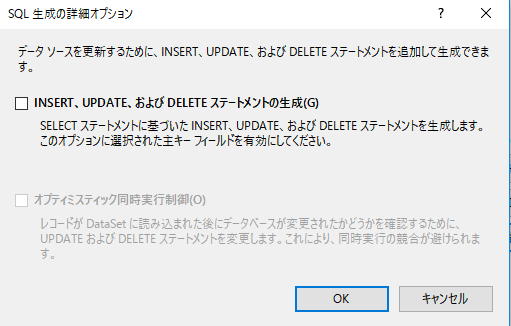 SQL 生成の詳細オプション
? ×
データ ソースを更新するために、INSERT、UPDATE、および DELETE ステートメントを追加して生成できま
す。
INSERT、UPDATE、および DELETE ステートメントの生成(G)
SELECT ステートメントに基づいた INSERT、UPDATE、および DELETE ステートメントを生成します。
このオプションに選択された主キー フィールドを有効にしてください。
オプティミスティック同時実行制御(O)
レコードが DataSet に読み込まれた後にデータベースが変更されたかどうかを確認するために、
UPDATE および DELETE ステートメントを変更します。これにより、同時実行の競合が避けられま
す。
OK
キャンセル